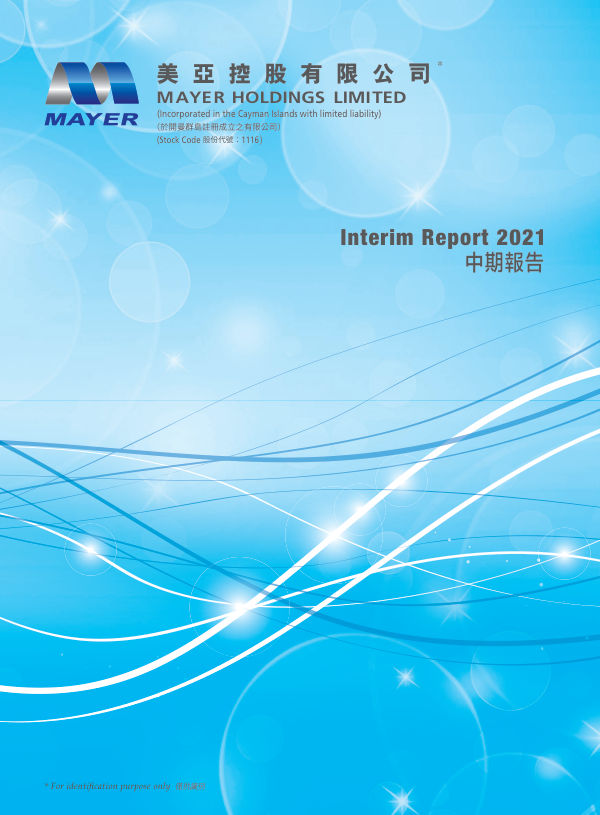 美亞控股有限公司*
MAYER HOLDINGS LIMITED
MAYER
(Incorporated in the Cayman Islands with limited liability)
(於開曼群島註冊成立之有限公司)
(Stock Code 股份代號：1116)
Interim Report 2021
中期報告
* For identification purpose only 僅供識別